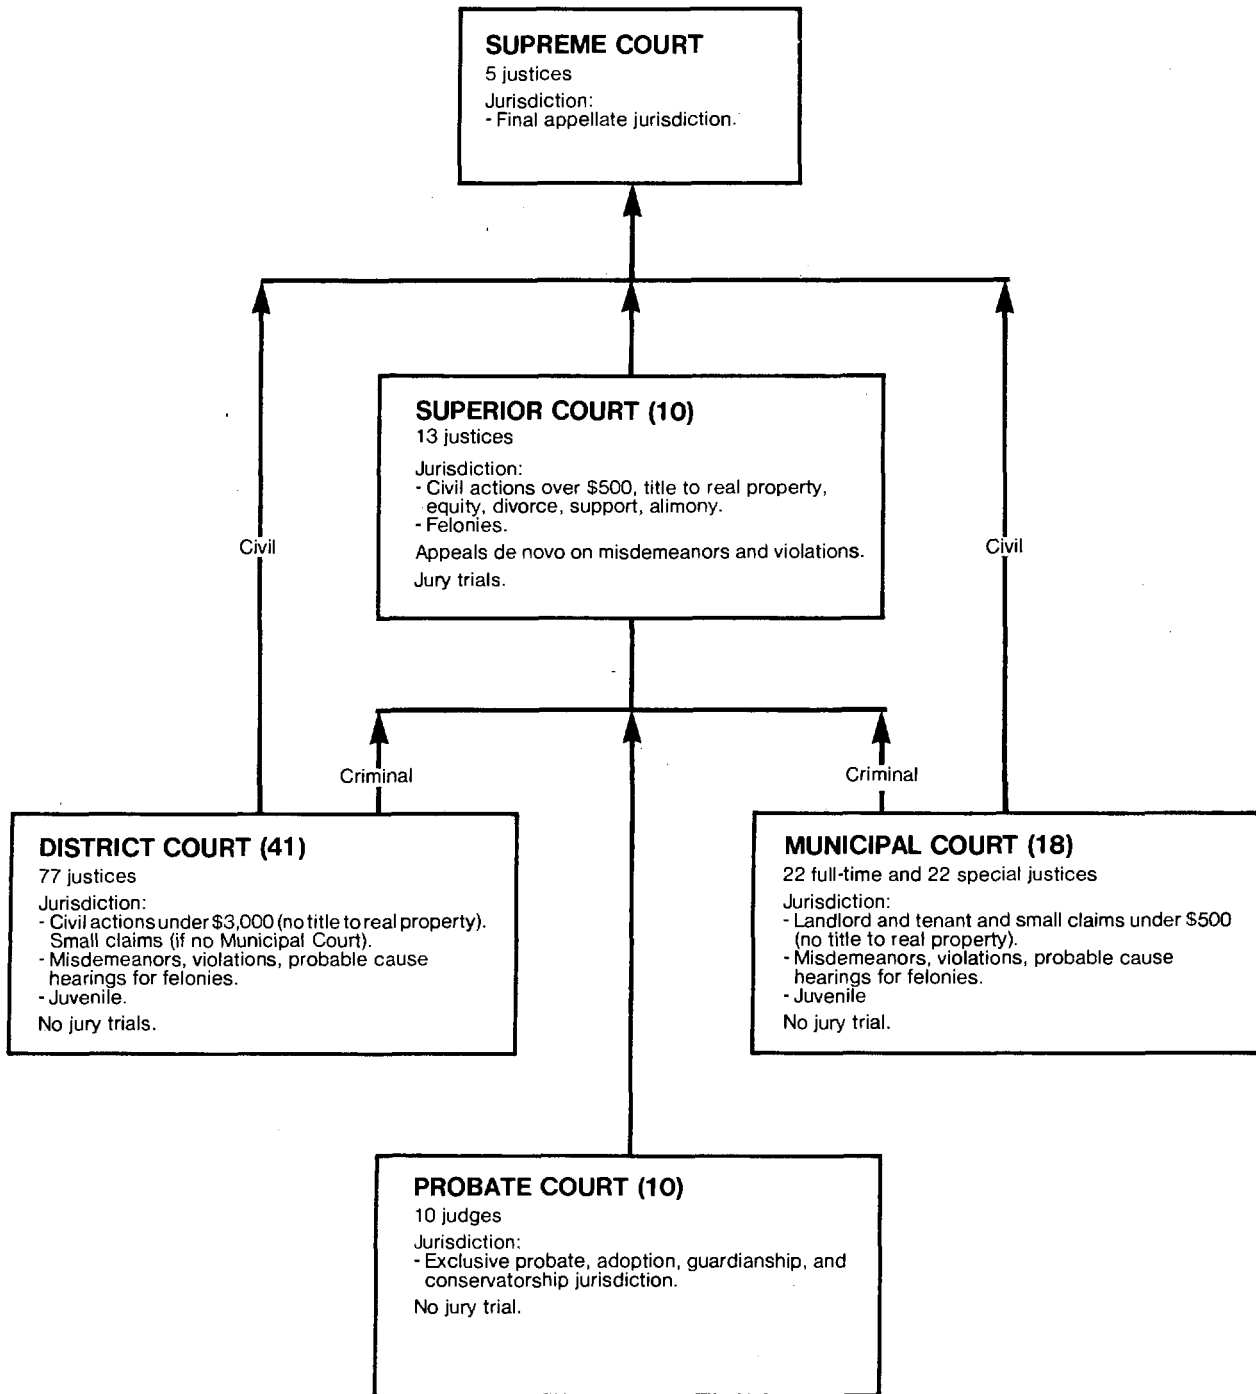 SUPREME COURT
5 justices
Jurisdiction:
- Final appellate jurisdiction.
SUPERIOR COURT (10)
13 justices
Jurisdiction:
- Civil actions over $500, title to real property,
equity, divorce, support, alimony.
- Felonies.
Appeals de novo on misdemeanors and violations.
Jury trials.
Civil
Civil
Criminal
Criminal
DISTRICT COURT (41)
77 justices
Jurisdiction:
- Civil actions under $3,000 (no title to real property).
Small claims (if no Municipal Court).
- Misdemeanors, violations, probable cause
hearings for felonies.
- Juvenile.
No jury trials.
MUNICIPAL COURT (18)
22 full-time and 22 special justices
Jurisdiction:
- Landlord and tenant and small claims under $500
(no title to real property).
- Misdemeanors, violations, probable cause
hearings for felonies.
- Juvenile
No jury trial.
PROBATE COURT (10)
10 judges
Jurisdiction:
- Exclusive probate, adoption, guardianship, and
conservatorship jurisdiction.
No jury trial.